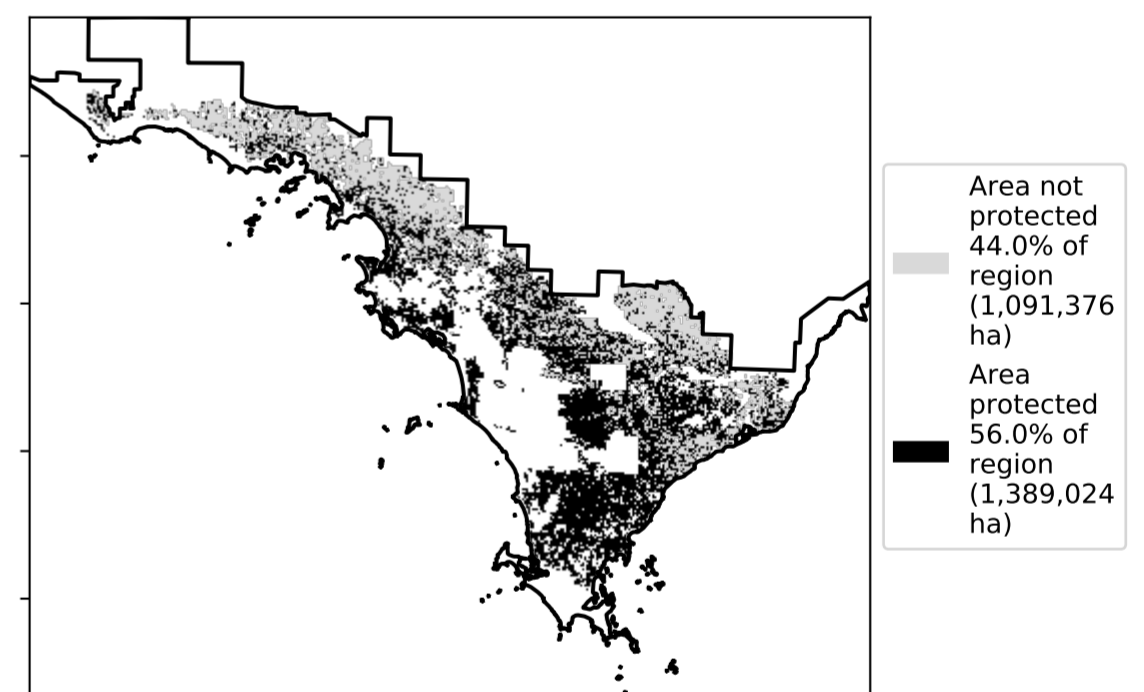 Area not
protected
44.0% of
region
(1,091,376
ha)
Area
protected
56.0% of
region
(1,389,024
ha)